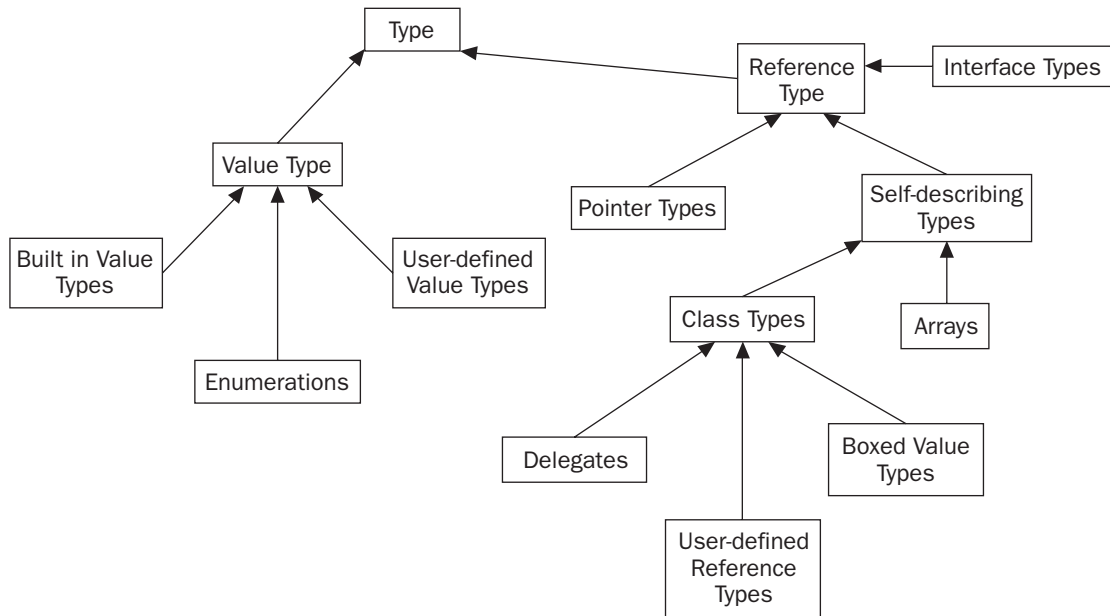 Type
Reference
Type
Interface Types
Value Type
Pointer Types
Self-describing
Types
Built in Value
Types
User-defined
Value Types
Class Types
Arrays
Enumerations
Delegates
Boxed Value
Types
User-defined
Reference
Types